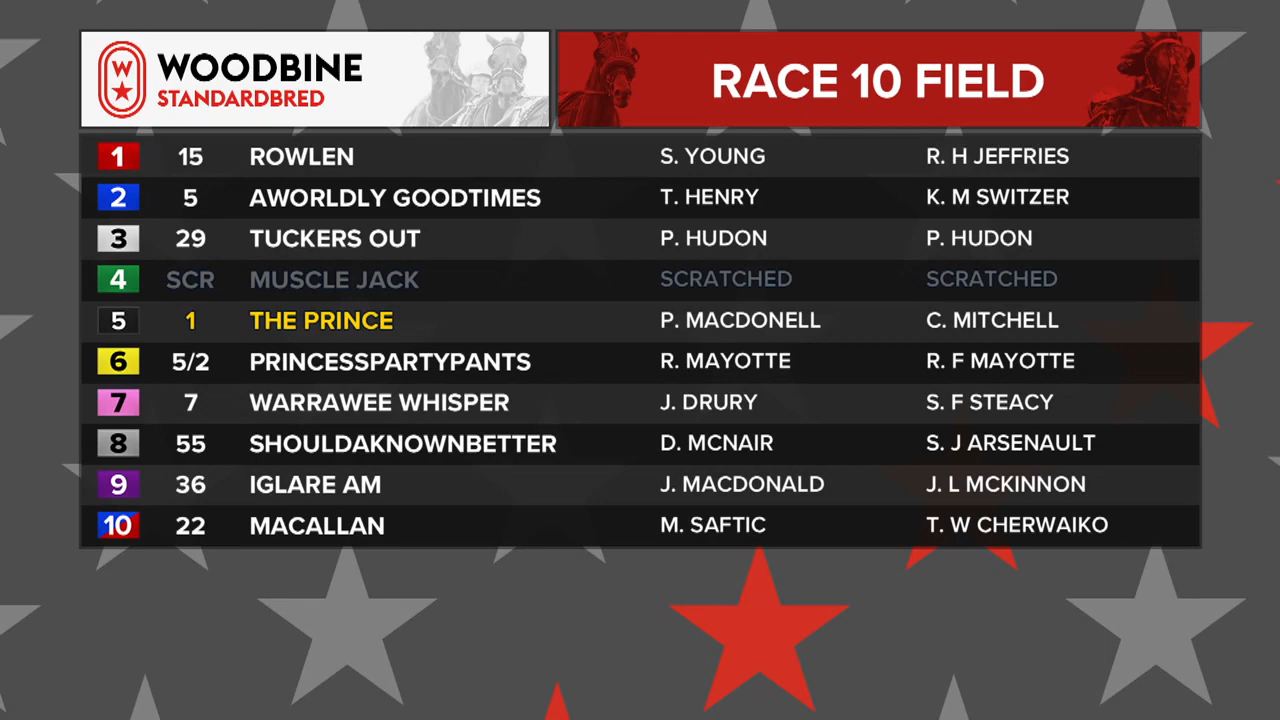 W
WOODBINE
STANDARDBRED
RACE 10 FIELD
1 15 ROWLEN S. YOUNG R. H JEFFRIES
2 5 AWORLDLY GOODTIMES T. HENRY K. M SWITZER
3 29 TUCKERS OUT P. HUDON P. HUDON
4 SCR MUSCLE JACK SCRATCHED SCRATCHED
5 1 THE PRINCE P. MACDONELL C. MITCHELL
6 5/2 PRINCESSPARTYPANTS R. MAYOTTE R. F MAYOTTE
7 7 WARRAWEE WHISPER J. DRURY S. F STEACY
8 55 SHOULDAKNOWNBETTER D. MCNAIR S. J ARSENAULT
9 36 IGLARE AM J. MACDONALD J. L MCKINNON
10 22 MACALLAN M. SAFTIC T. W CHERWAIKO